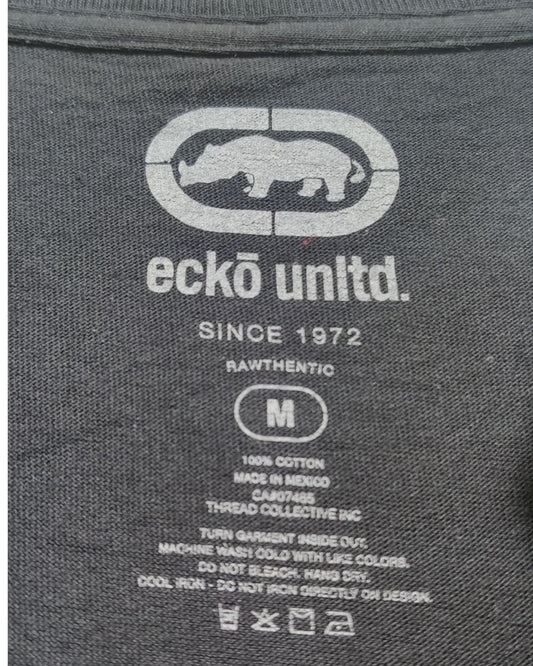 eckō unltd.
SINCE 1972
RAWTHENTIC
M
100% COTTON
MADE IN MEXICO
CA#07485
THREAD COLLECTIVE INC
TURN GARMENT INSIDE OUT.
MACHINE WASH COLD WITH LIKE COLORS.
DO NOT BLEACH. HANG DRY.
COOL IRON - DO NOT IRON DIRECTLY ON DESIGN.